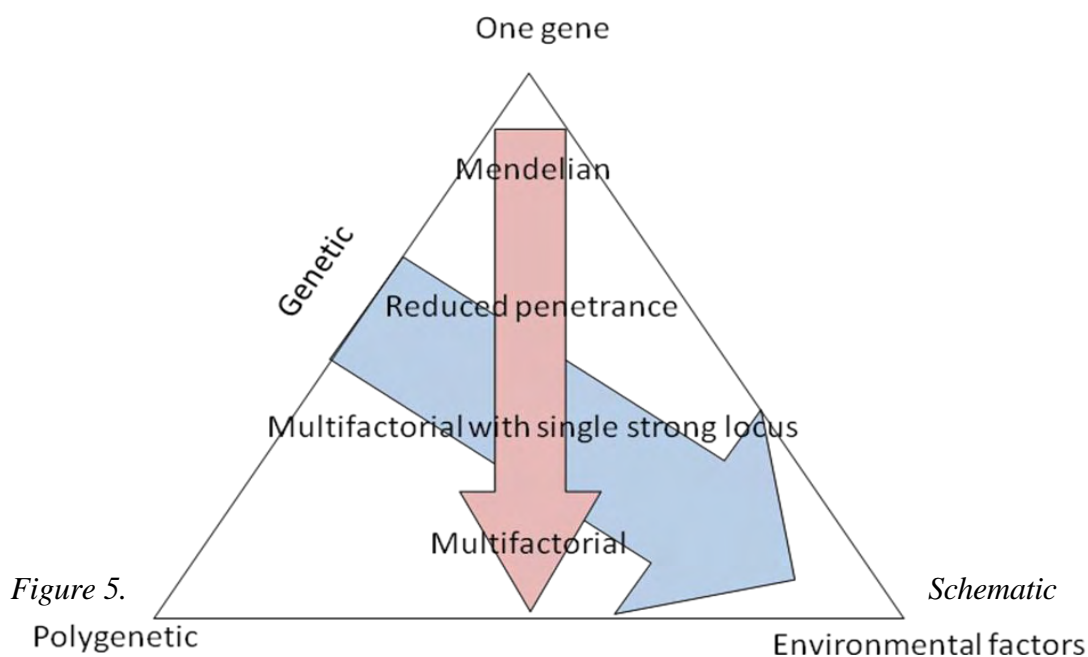 One gene
Mendelian
Genetic
Reduced penetrance
Multifactorial with single strong locus
Multifactorial
Figure 5. Schematic
Polygenetic
Environmental factors